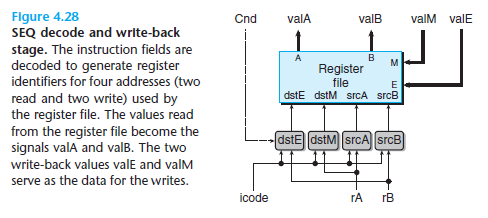 Figure 4.28
SEQ decode and write-back
stage. The instruction fields are
decoded to generate register
identifiers for four addresses (two
read and two write) used by
the register file. The values read
from the register file become the
signals valA and valB. The two
write-back values valE and valM
serve as the data for the writes.
Cnd valA valB valM valE
A B M
Register
file E
dstE dstM srcA srcB
dstE dstM srcA srcB
icode rA rB